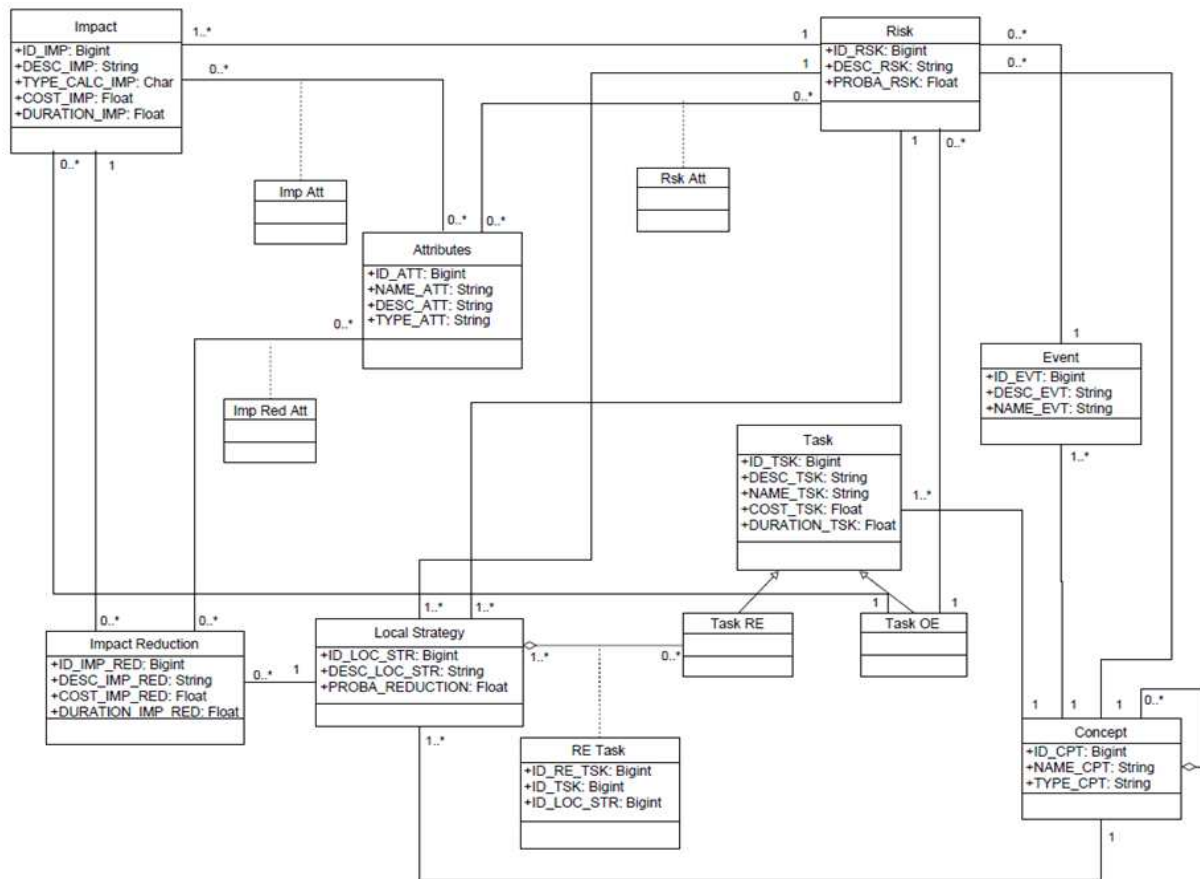 Impact
+ID_IMP: Bigint
+DESC_IMP: String
+TYPE_CALC_IMP: Char
+COST_IMP: Float
+DURATION_IMP: Float
1..*
1
0..*
1
0..*
0..*
0..*
Risk
+ID_RSK: Bigint
+DESC_RSK: String
+PROBA_RSK: Float
0..*
1
1
0..*
Imp Att
Rsk Att
0..*
0..*
Attributes
+ID_ATT: Bigint
+NAME_ATT: String
+DESC_ATT: String
+TYPE_ATT: String
0..*
1
Event
+ID_EVT: Bigint
+DESC_EVT: String
+NAME_EVT: String
1..*
Imp Red Att
Task
+ID_TSK: Bigint
+DESC_TSK: String
+NAME_TSK: String
+COST_TSK: Float
+DURATION_TSK: Float
1..*
0..*
0..*
1..*
1..*
1
1
Impact Reduction
+ID_IMP_RED: Bigint
+DESC_IMP_RED: String
+COST_IMP_RED: Float
+DURATION_IMP_RED: Float
0..*
1
Local Strategy
+ID_LOC_STR: Bigint
+DESC_LOC_STR: String
+PROBA_REDUCTION: Float
1..*
0..*
Task RE
Task OE
1..*
RE Task
+ID_RE_TSK: Bigint
+ID_TSK: Bigint
+ID_LOC_STR: Bigint
1
1
1
0..*
Concept
+ID_CPT: Bigint
+NAME_CPT: String
+TYPE_CPT: String
1